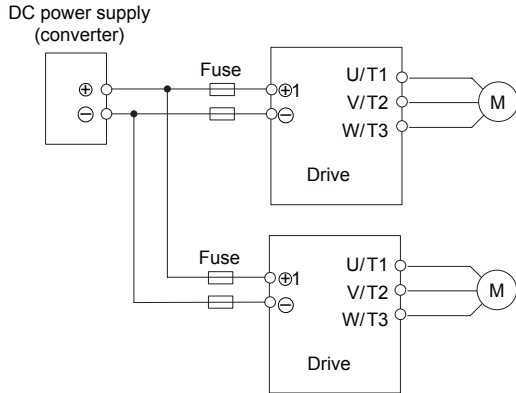 DC power supply
(converter)
⊕
⊖
Fuse
⊕1
⊖
U/T1
V/T2
W/T3
Drive
M
Fuse
⊕1
⊖
U/T1
V/T2
W/T3
Drive
M